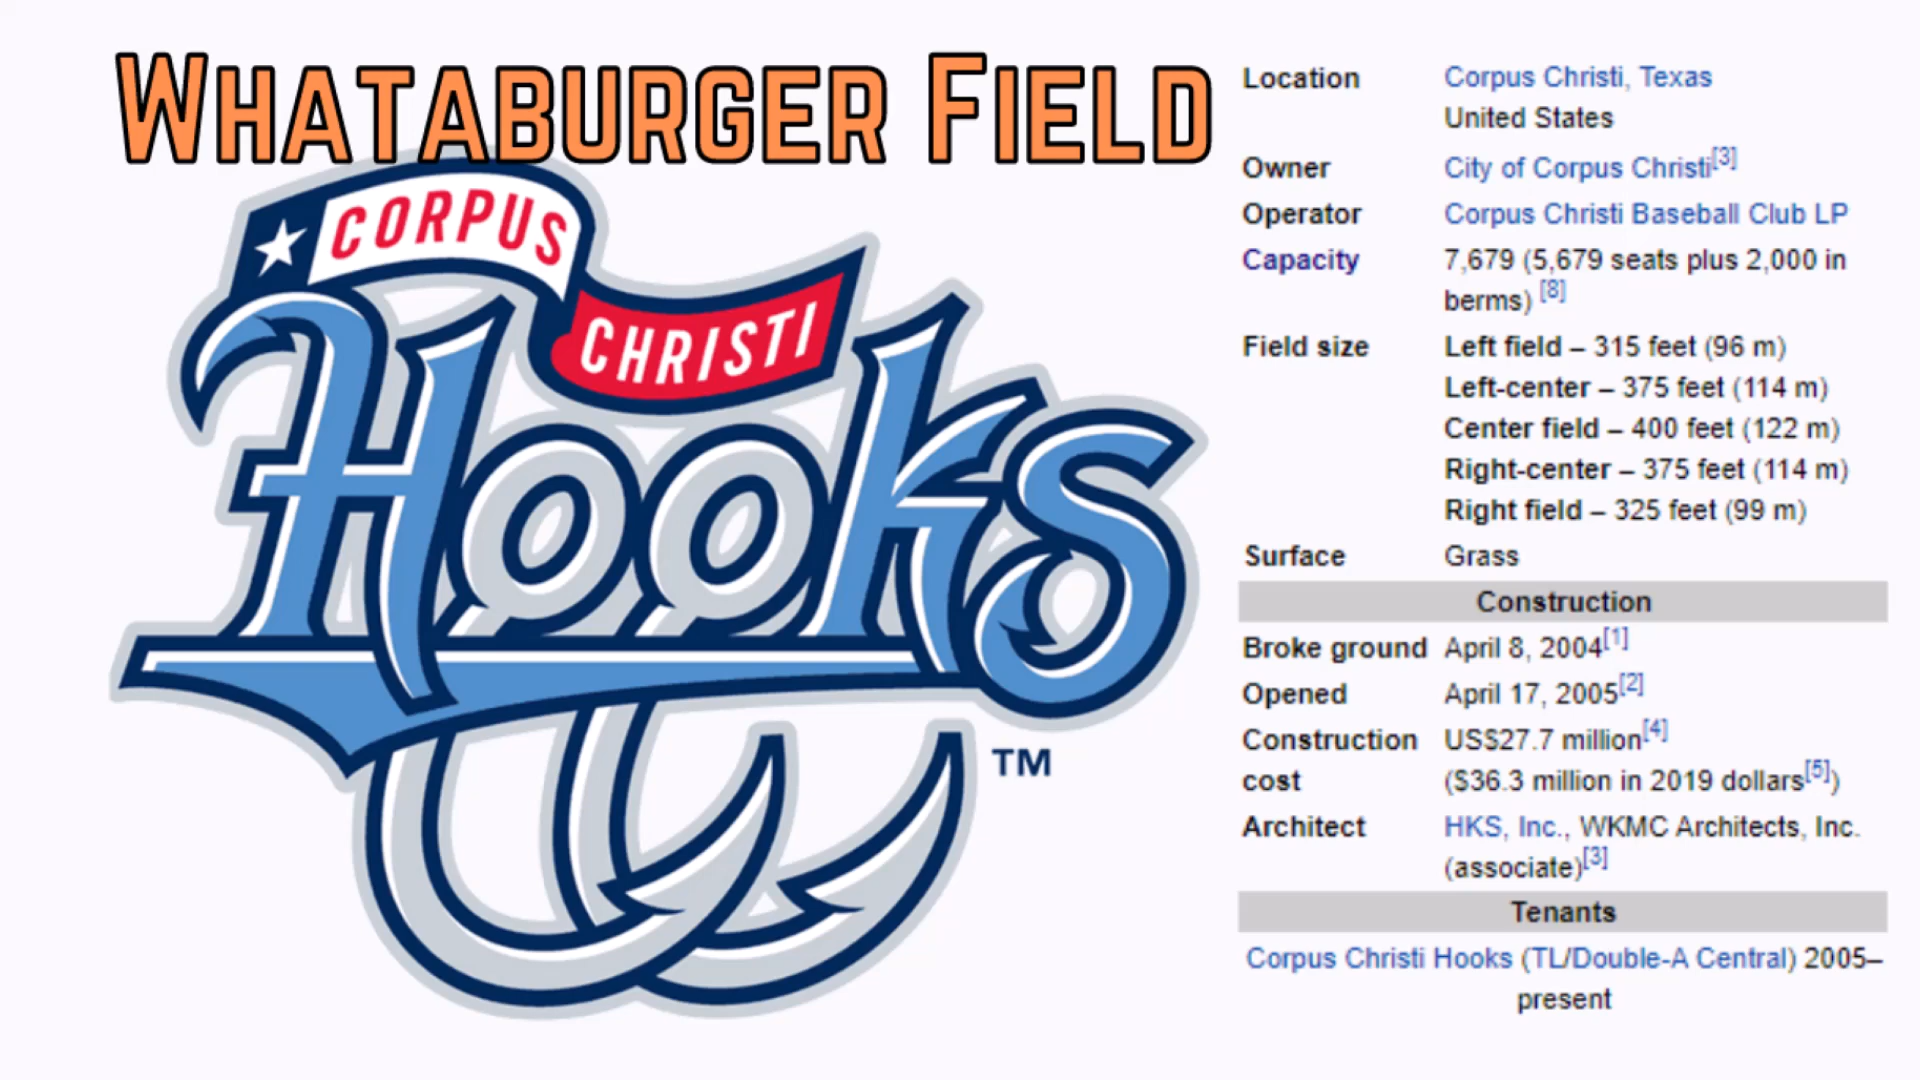 WHATABURGER FIELD
CORPUS
CHRISTI
Hooks
TM
Location Corpus Christi, Texas
United States
Owner City of Corpus Christi[3]
Operator Corpus Christi Baseball Club LP
Capacity 7,679 (5,679 seats plus 2,000 in
berms) [8]
Field size Left field – 315 feet (96 m)
Left-center – 375 feet (114 m)
Center field – 400 feet (122 m)
Right-center – 375 feet (114 m)
Right field – 325 feet (99 m)
Surface Grass
Construction
Broke ground April 8, 2004[1]
Opened April 17, 2005[2]
Construction US$27.7 million[4]
cost ($36.3 million in 2019 dollars[5])
Architect HKS, Inc., WKMC Architects, Inc.
(associate)[3]
Tenants
Corpus Christi Hooks (TL/Double-A Central) 2005–
present